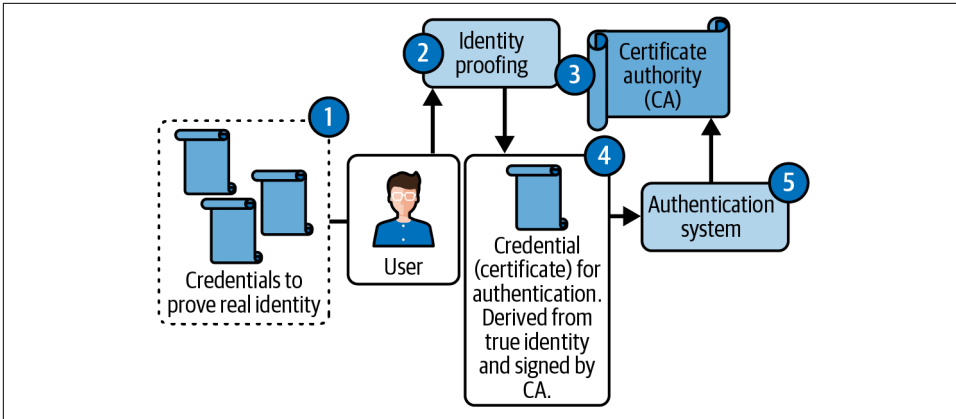 1
Credentials to
prove real identity
User
2
Identity
proofing
3
Certificate
authority
(CA)
4
Credential
(certificate) for
authentication.
Derived from
true identity
and signed by
CA.
5
Authentication
system